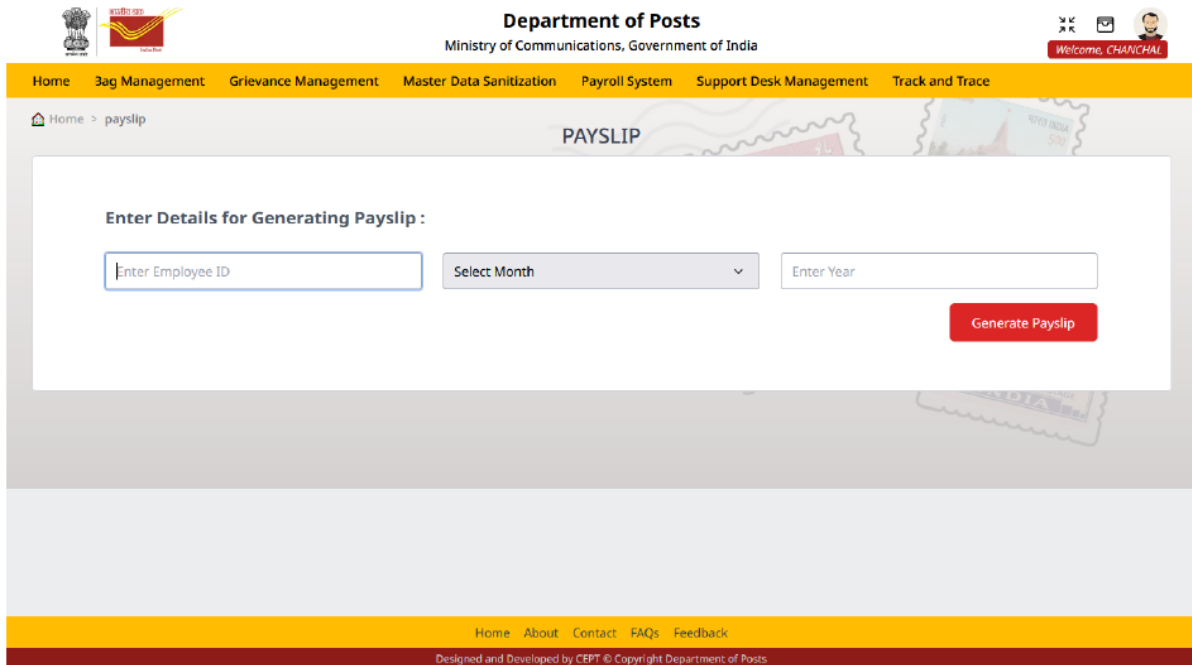 भारतीय डाक
India Post
Department of Posts
Ministry of Communications, Government of India
Welcome, CHANCHAL
Home Bag Management Grievance Management Master Data Sanitization Payroll System Support Desk Management Track and Trace
Home > payslip
PAYSLIP
Enter Details for Generating Payslip :
Enter Employee ID Select Month Enter Year
Generate Payslip
Home About Contact FAQs Feedback
Designed and Developed by CEPT © Copyright Department of Posts